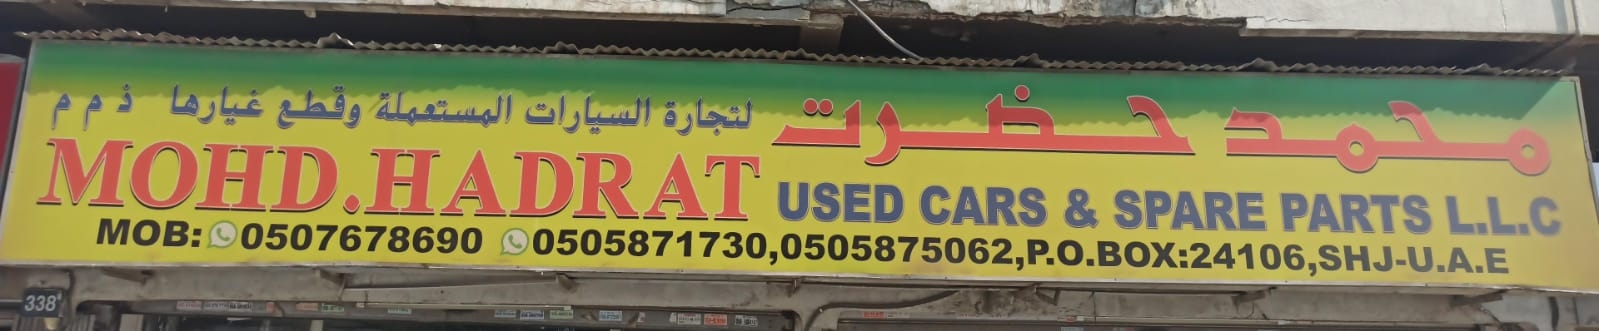 محمد حضرت لتجارة السيارات المستعملة وقطع غيارها ذ م م
MOHD.HADRAT USED CARS & SPARE PARTS L.L.C
MOB: 0507678690 0505871730,0505875062,P.O.BOX:24106,SHJ-U.A.E
338